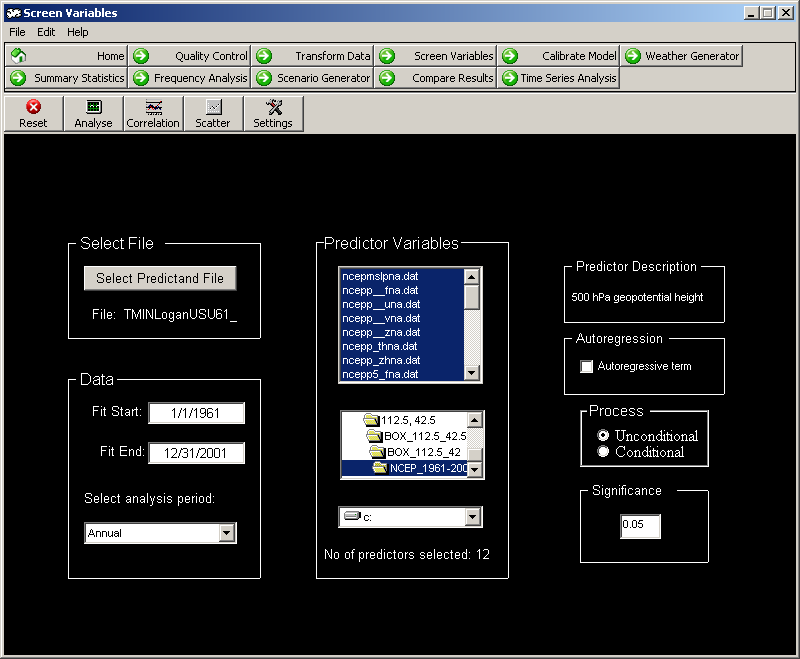 Screen Variables
File Edit Help
Home Quality Control Transform Data Screen Variables Calibrate Model Weather Generator
Summary Statistics Frequency Analysis Scenario Generator Compare Results Time Series Analysis
Reset Analyse Correlation Scatter Settings
Select File
Select Predictand File
File: TMINLoganUSU61_
Data
Fit Start: 1/1/1961
Fit End: 12/31/2001
Select analysis period:
Annual
Predictor Variables
ncepmslpna.dat
ncepp__fna.dat
ncepp__una.dat
ncepp__vna.dat
ncepp__zna.dat
ncepp_thna.dat
ncepp_zhna.dat
ncepp5_fna.dat
112.5, 42.5
BOX_112.5_42.5
BOX_112.5_42
NCEP_1961-200
c:
No of predictors selected: 12
Predictor Description
500 hPa geopotential height
Autoregression
Autoregressive term
Process
Unconditional
Conditional
Significance
0.05